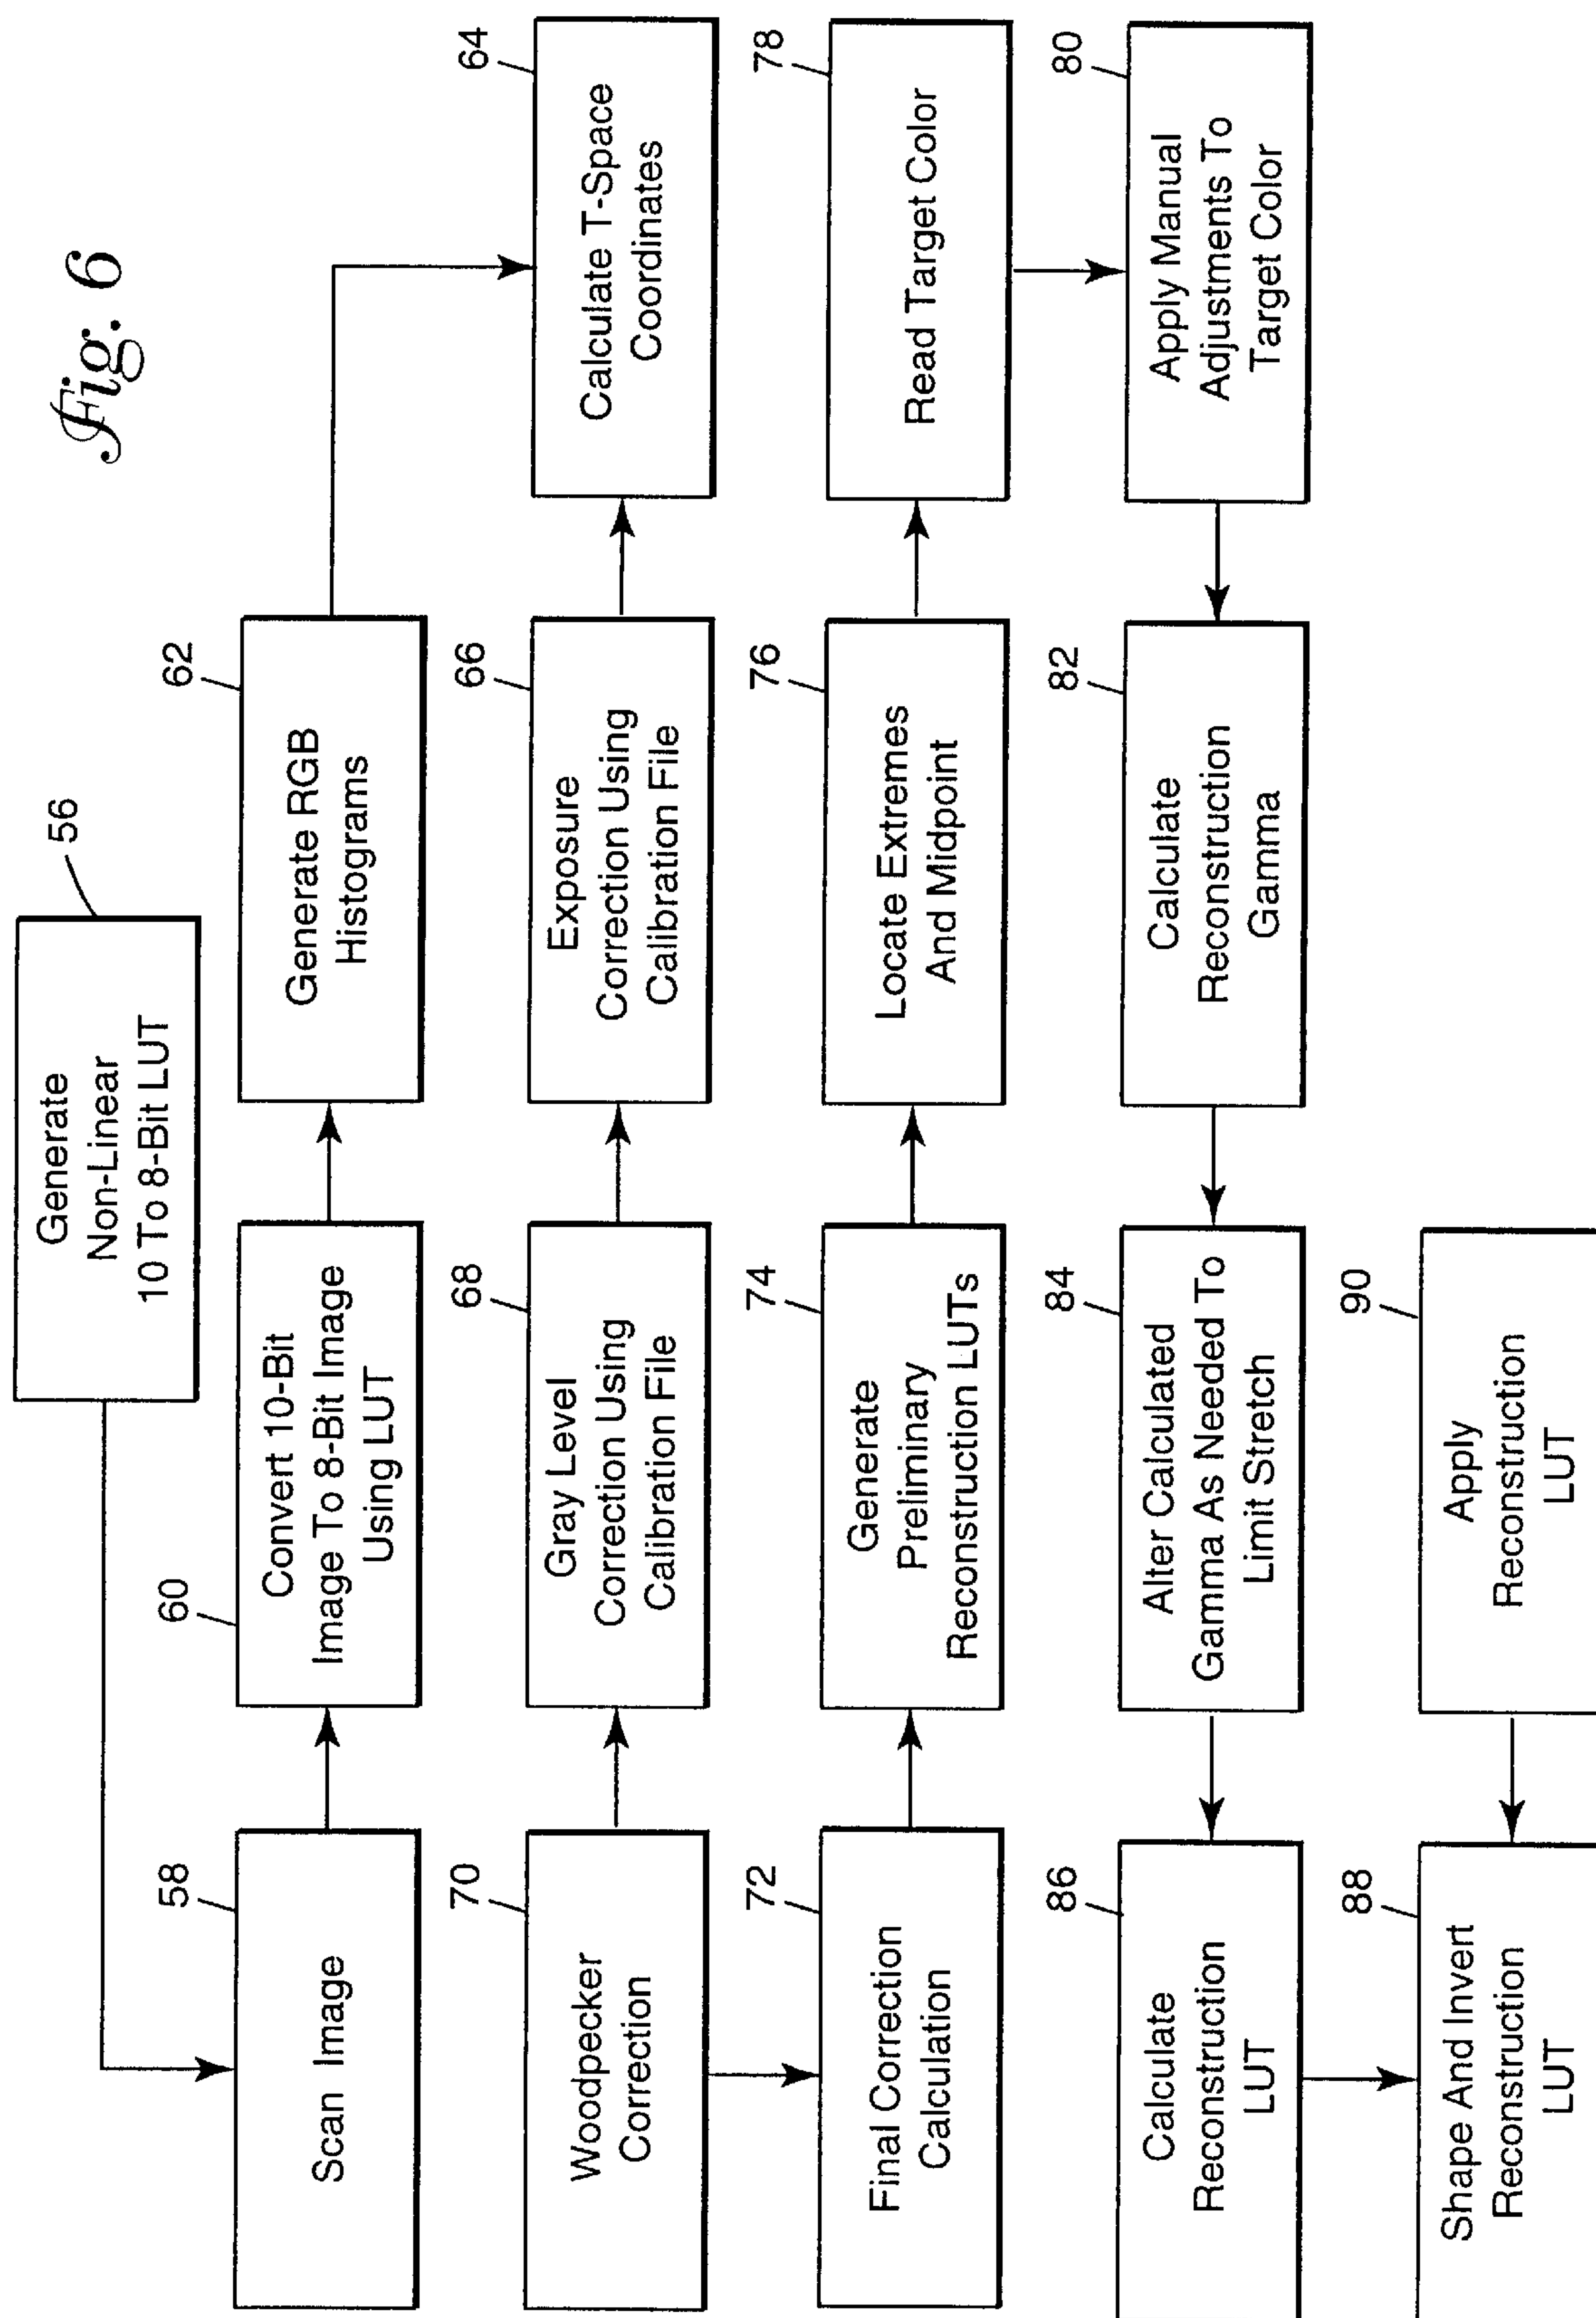 Fig. 6
56
Generate
Non-Linear
10 To 8-Bit LUT
58
Scan Image
60
Convert 10-Bit
Image To 8-Bit Image
Using LUT
62
Generate RGB
Histograms
64
Calculate T-Space
Coordinates
66
Exposure
Correction Using
Calibration File
68
Gray Level
Correction Using
Calibration File
70
Woodpecker
Correction
72
Final Correction
Calculation
74
Generate
Preliminary
Reconstruction LUTs
76
Locate Extremes
And Midpoint
78
Read Target Color
80
Apply Manual
Adjustments To
Target Color
82
Calculate
Reconstruction
Gamma
84
Alter Calculated
Gamma As Needed To
Limit Stretch
86
Calculate
Reconstruction
LUT
88
Shape And Invert
Reconstruction
LUT
90
Apply
Reconstruction
LUT